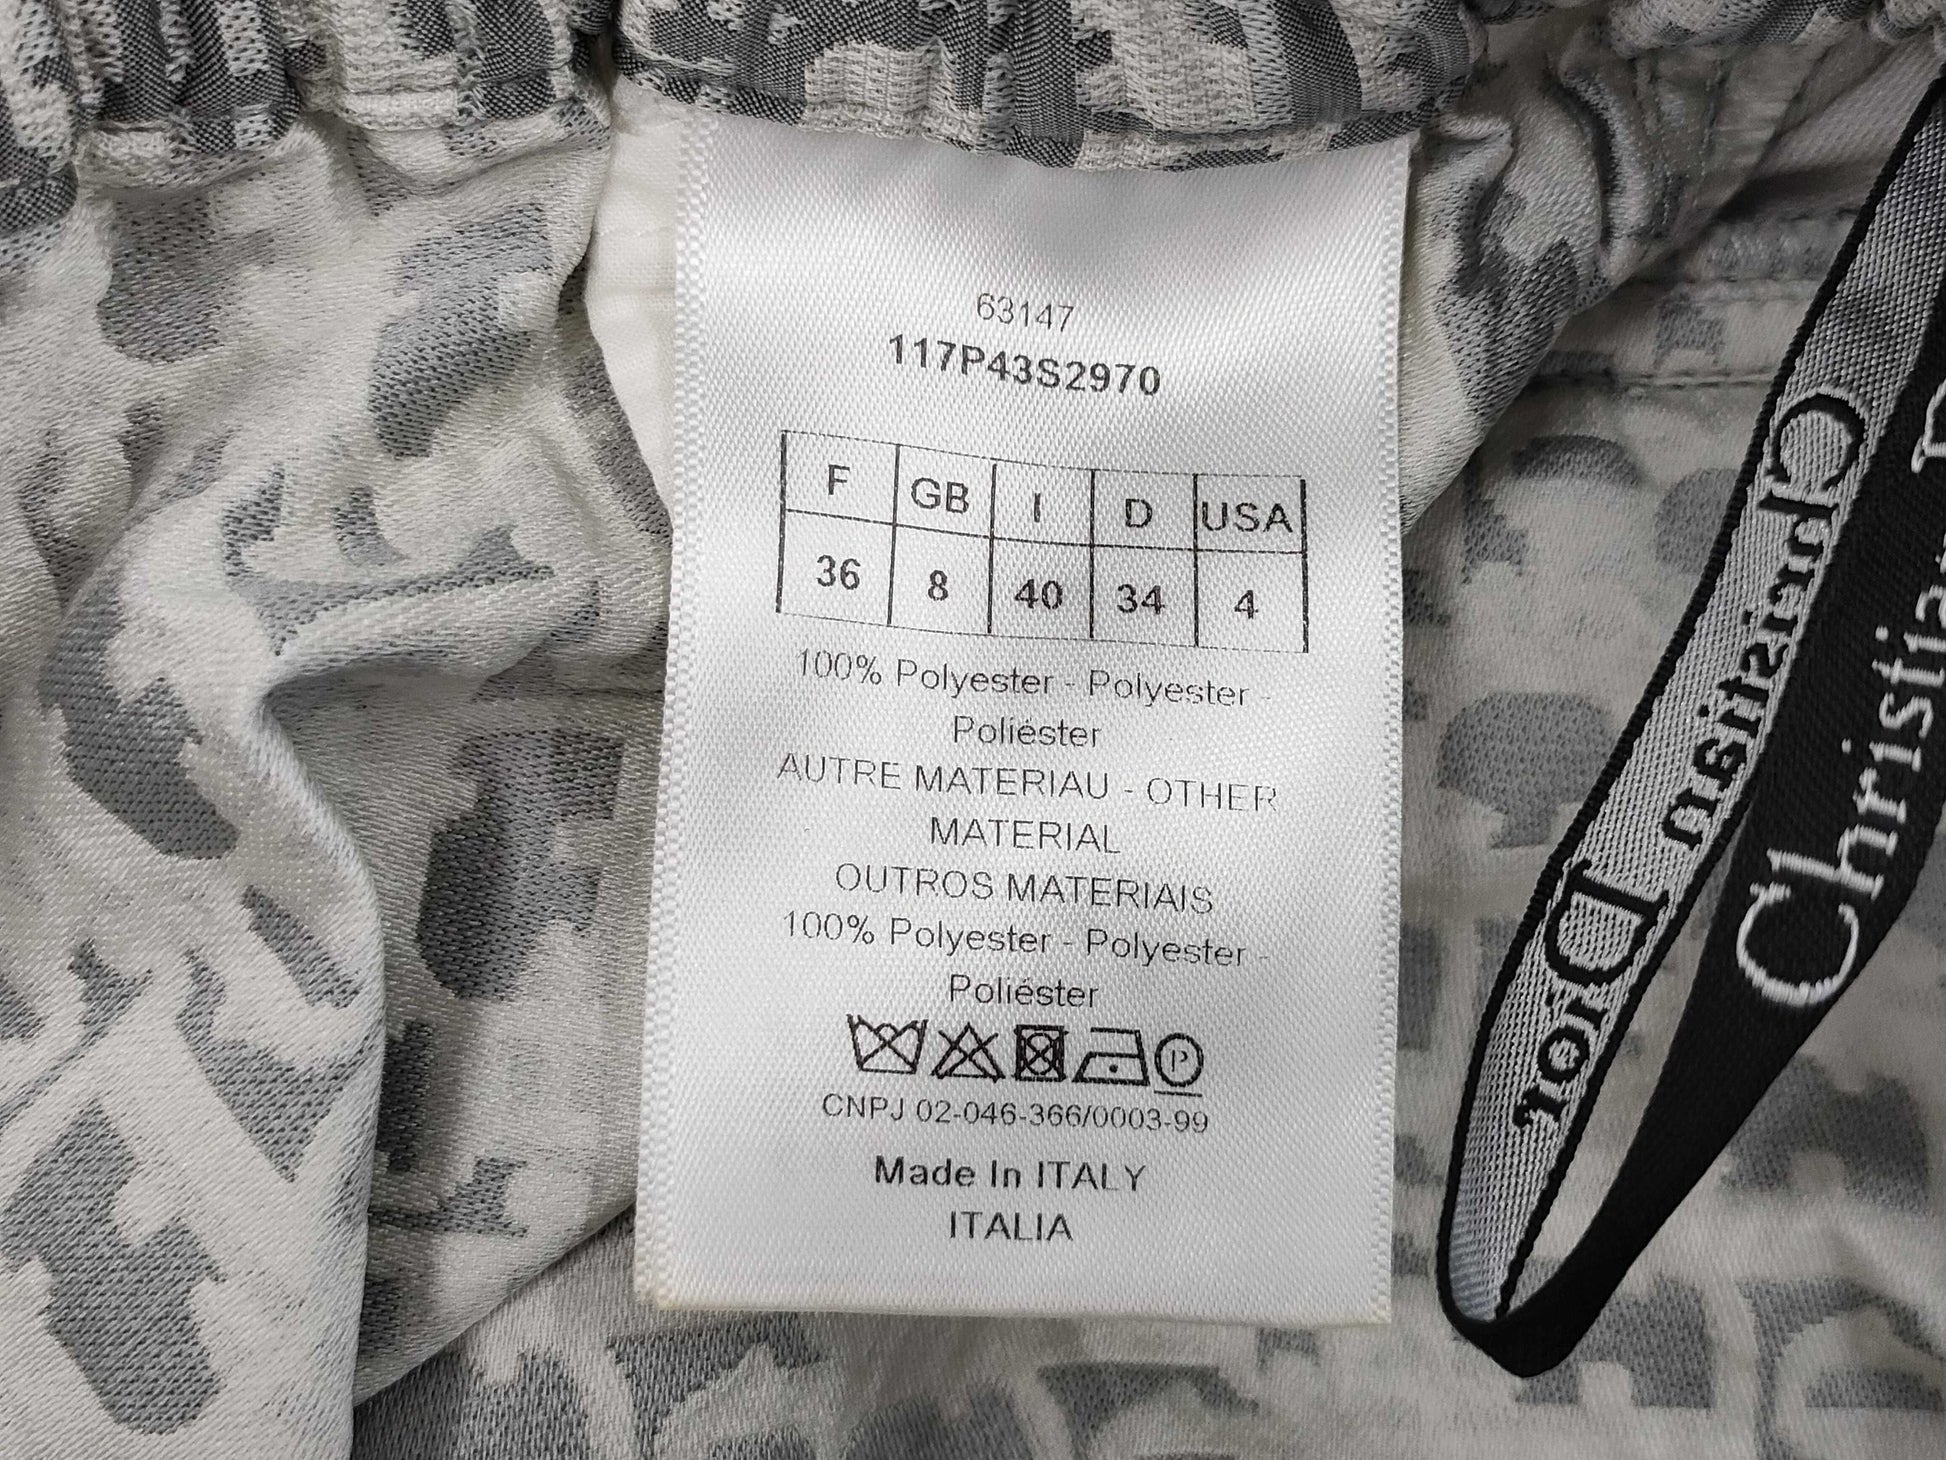 63147
117P43S2970
F GB I D USA
36 8 40 34 4
100% Polyester - Polyester -
Poliéster
AUTRE MATERIAU - OTHER
MATERIAL
OUTROS MATERIAIS
100% Polyester - Polyester -
Poliéster
P
CNPJ 02-046-366/0003-99
Made In ITALY
ITALIA
Christian Dior
Christian D